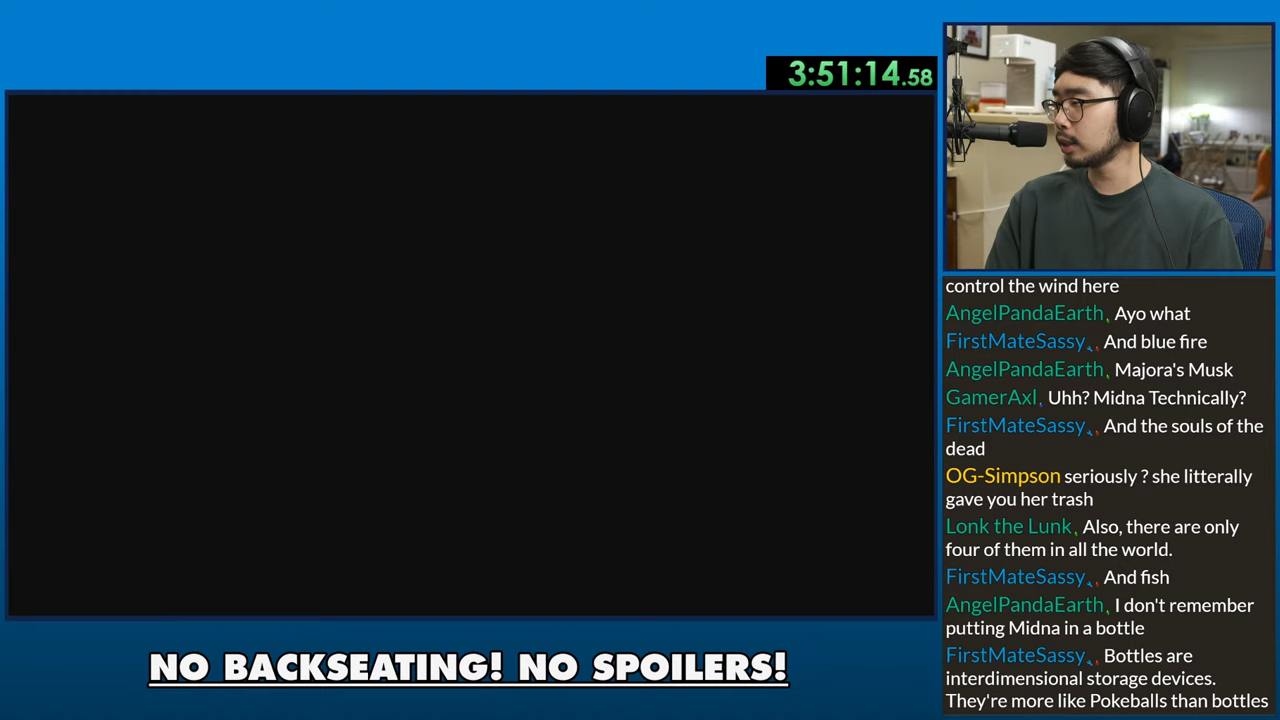 3:51:14.58
control the wind here
AngelPandaEarth, Ayo what
FirstMateSassy, And blue fire
AngelPandaEarth, Majora's Musk
GamerAxl, Uhh? Midna Technically?
FirstMateSassy, And the souls of the
dead
OG-Simpson seriously ? she litterally
gave you her trash
Lonk the Lunk, Also, there are only
four of them in all the world.
FirstMateSassy, And fish
AngelPandaEarth, I don't remember
putting Midna in a bottle
FirstMateSassy, Bottles are
interdimensional storage devices.
They're more like Pokeballs than bottles
NO BACKSEATING! NO SPOILERS!